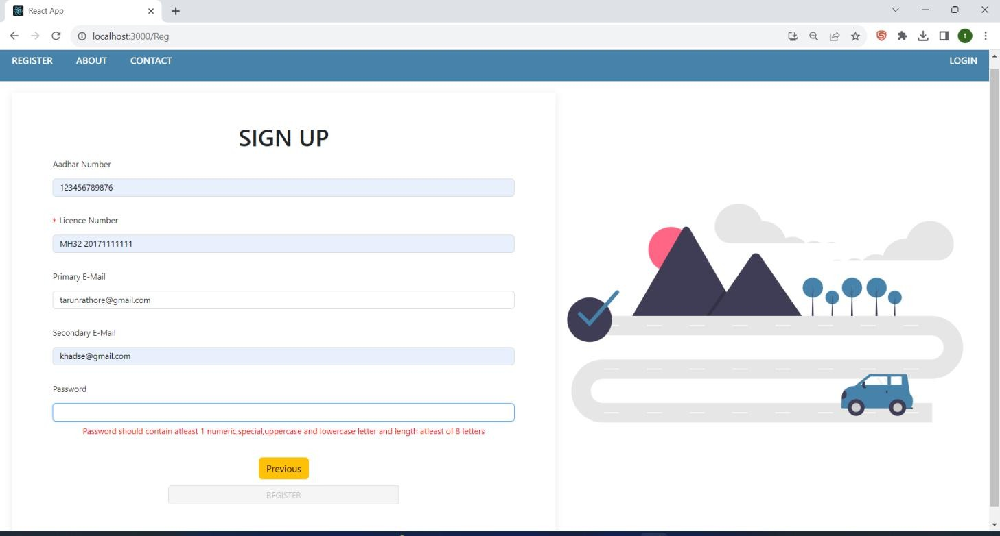 React App
localhost:3000/Reg
t
REGISTER ABOUT CONTACT LOGIN
SIGN UP
Aadhar Number
123456789876
* Licence Number
MH32 20171111111
Primary E-Mail
tarunrathore@gmail.com
Secondary E-Mail
khadse@gmail.com
Password
Password should contain atleast 1 numeric,special,uppercase and lowercase letter and length atleast of 8 letters
Previous
REGISTER